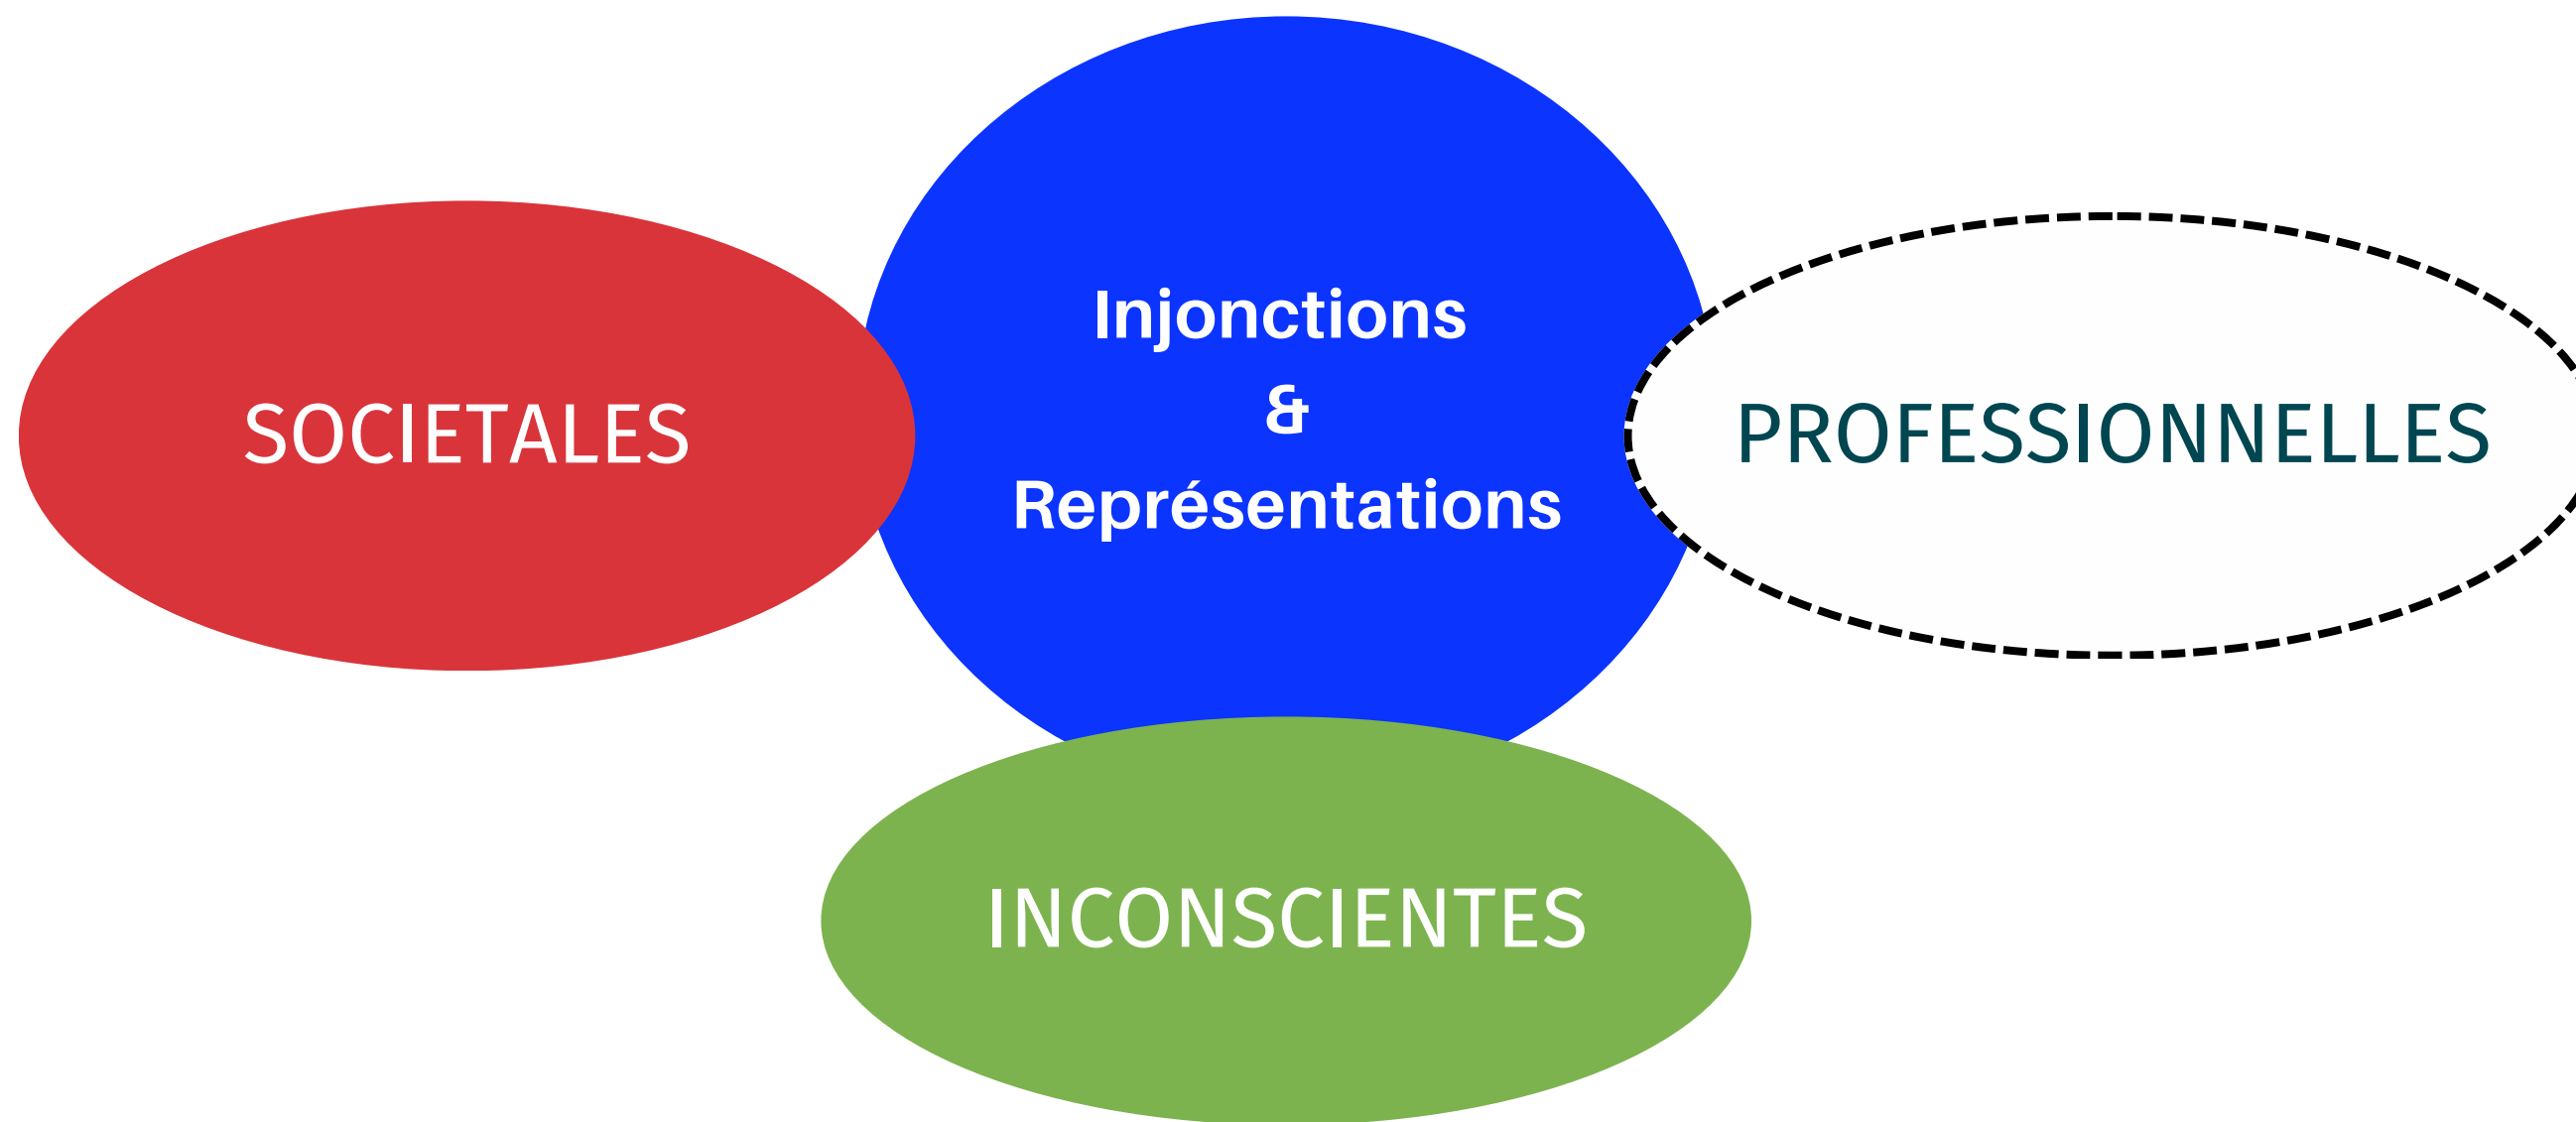 Injonctions
&
Représentations
SOCIETALES
PROFESSIONNELLES
INCONSCIENTES